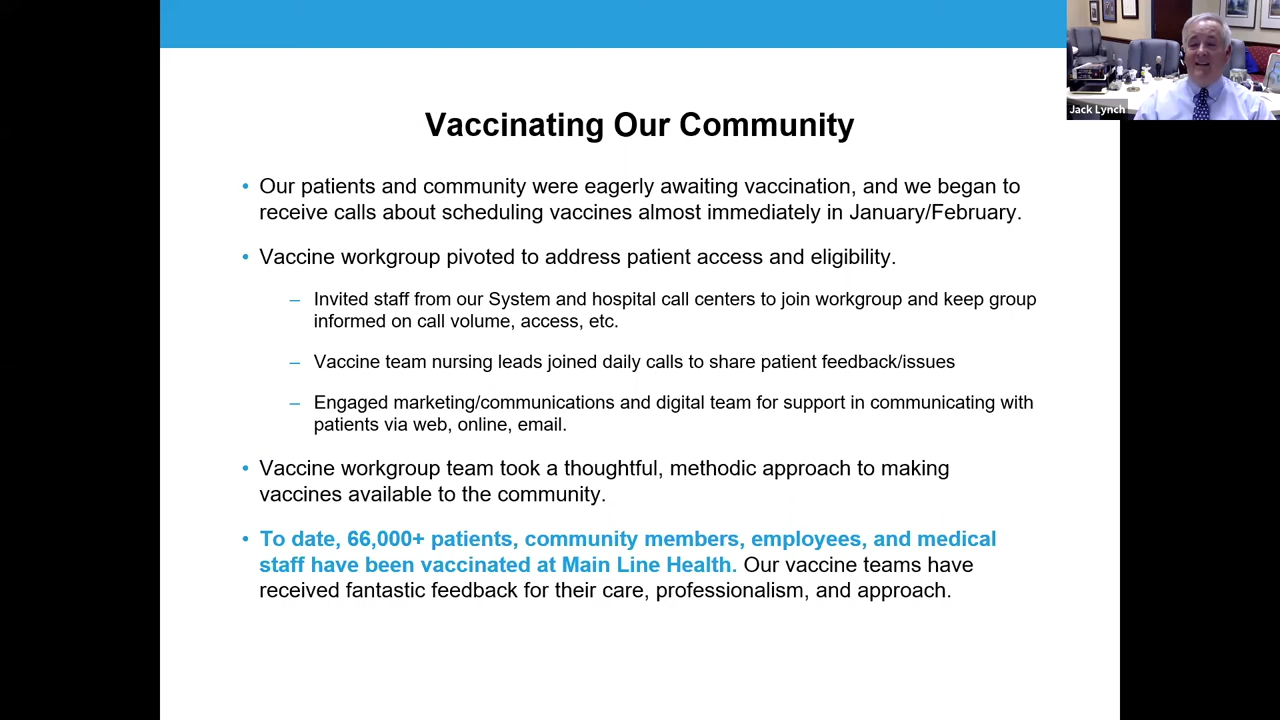 Jack Lynch
Vaccinating Our Community
• Our patients and community were eagerly awaiting vaccination, and we began to
receive calls about scheduling vaccines almost immediately in January/February.
• Vaccine workgroup pivoted to address patient access and eligibility.
– Invited staff from our System and hospital call centers to join workgroup and keep group
informed on call volume, access, etc.
– Vaccine team nursing leads joined daily calls to share patient feedback/issues
– Engaged marketing/communications and digital team for support in communicating with
patients via web, online, email.
• Vaccine workgroup team took a thoughtful, methodic approach to making
vaccines available to the community.
• To date, 66,000+ patients, community members, employees, and medical
staff have been vaccinated at Main Line Health. Our vaccine teams have
received fantastic feedback for their care, professionalism, and approach.